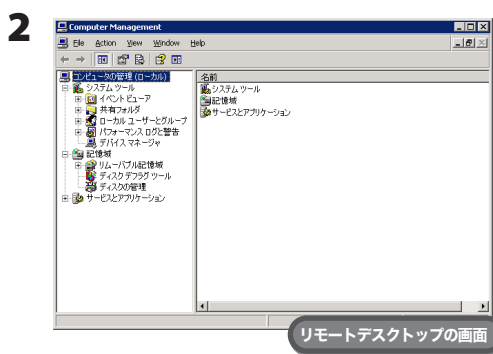 2
Computer Management
File Action View Window Help
コンピュータの管理 (ローカル)
システム ツール
イベント ビューア
共有フォルダ
ローカル ユーザーとグループ
パフォーマンス ログと警告
デバイス マネージャ
記憶域
リムーバブル記憶域
ディスク デフラグ ツール
ディスクの管理
サービスとアプリケーション
名前
システム ツール
記憶域
サービスとアプリケーション
リモートデスクトップの画面